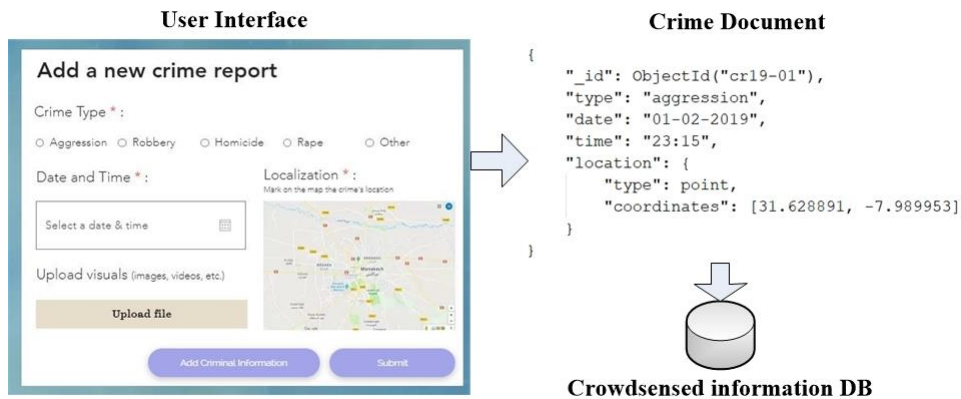 User Interface
Add a new crime report
Crime Type * :
Aggression Robbery Homicide Rape Other
Date and Time * :
Select a date & time
Localization * :
Mark on the map the crime's location
Marrakech
Upload visuals (images, videos, etc.)
Upload file
Add Criminal Information
Submit
Crime Document
{
"_id": ObjectId("cr19-01"),
"type": "aggression",
"date": "01-02-2019",
"time": "23:15",
"location": {
"type": point,
"coordinates": [31.628891, -7.989953]
}
}
Crowdsensed information DB